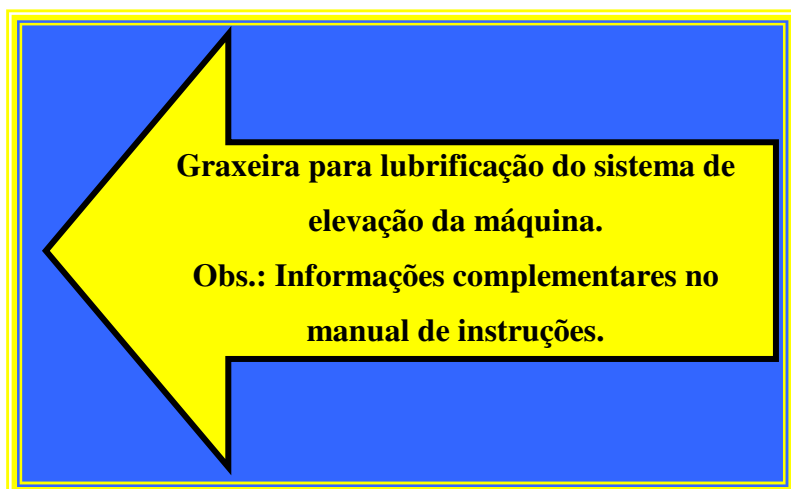 Graxeira para lubrificação do sistema de
elevação da máquina.
Obs.: Informações complementares no
manual de instruções.